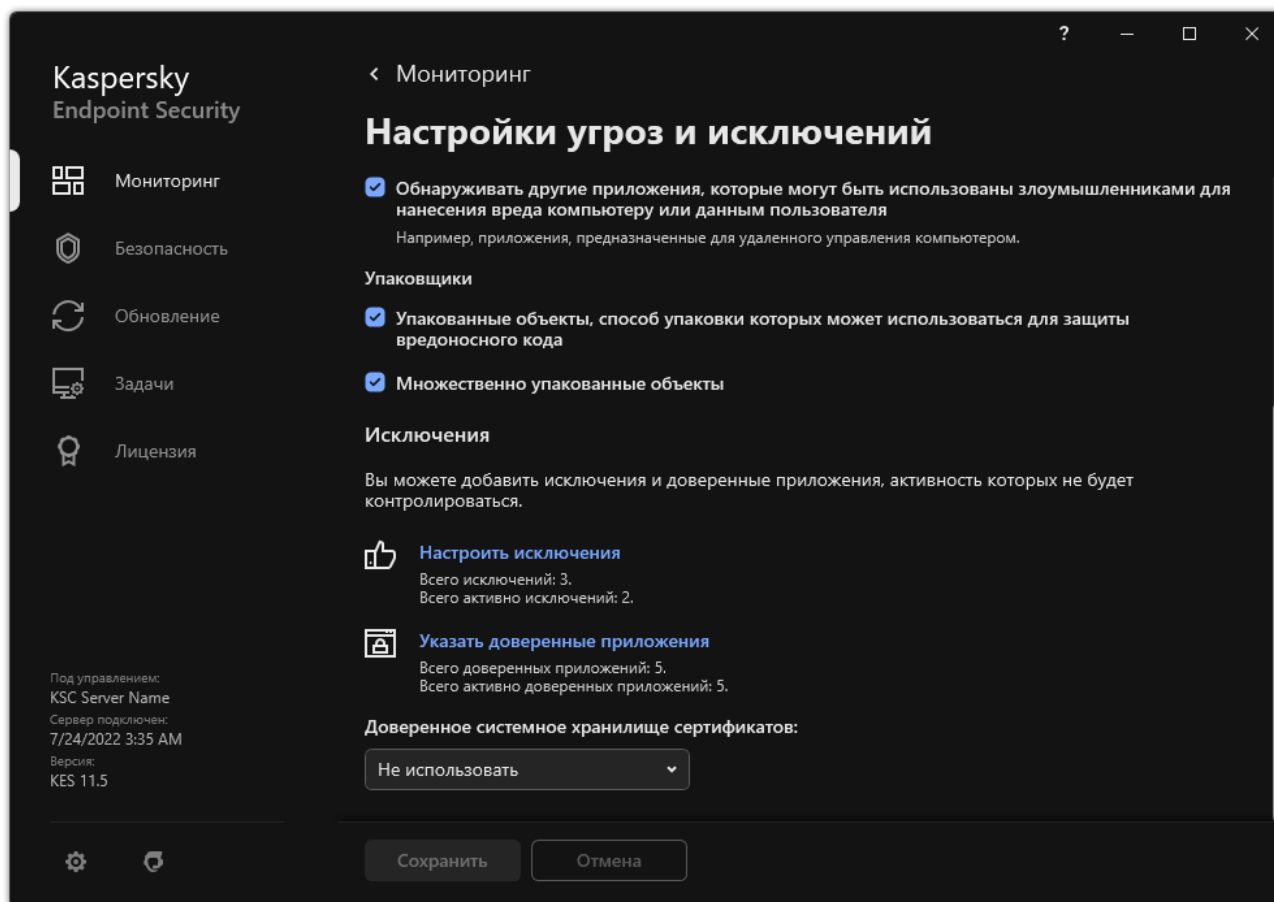 ?
Kaspersky
Endpoint Security
Мониторинг
Безопасность
Обновление
Задачи
Лицензия
Под управлением:
KSC Server Name
Сервер подключен:
7/24/2022 3:35 AM
Версия:
KES 11.5
Мониторинг
Настройки угроз и исключений
Обнаруживать другие приложения, которые могут быть использованы злоумышленниками для
нанесения вреда компьютеру или данным пользователя
Например, приложения, предназначенные для удаленного управления компьютером.
Упаковщики
Упакованные объекты, способ упаковки которых может использоваться для защиты
вредоносного кода
Множественно упакованные объекты
Исключения
Вы можете добавить исключения и доверенные приложения, активность которых не будет
контролироваться.
Настроить исключения
Всего исключений: 3.
Всего активно исключений: 2.
Указать доверенные приложения
Всего доверенных приложений: 5.
Всего активно доверенных приложений: 5.
Доверенное системное хранилище сертификатов:
Не использовать
Сохранить
Отмена